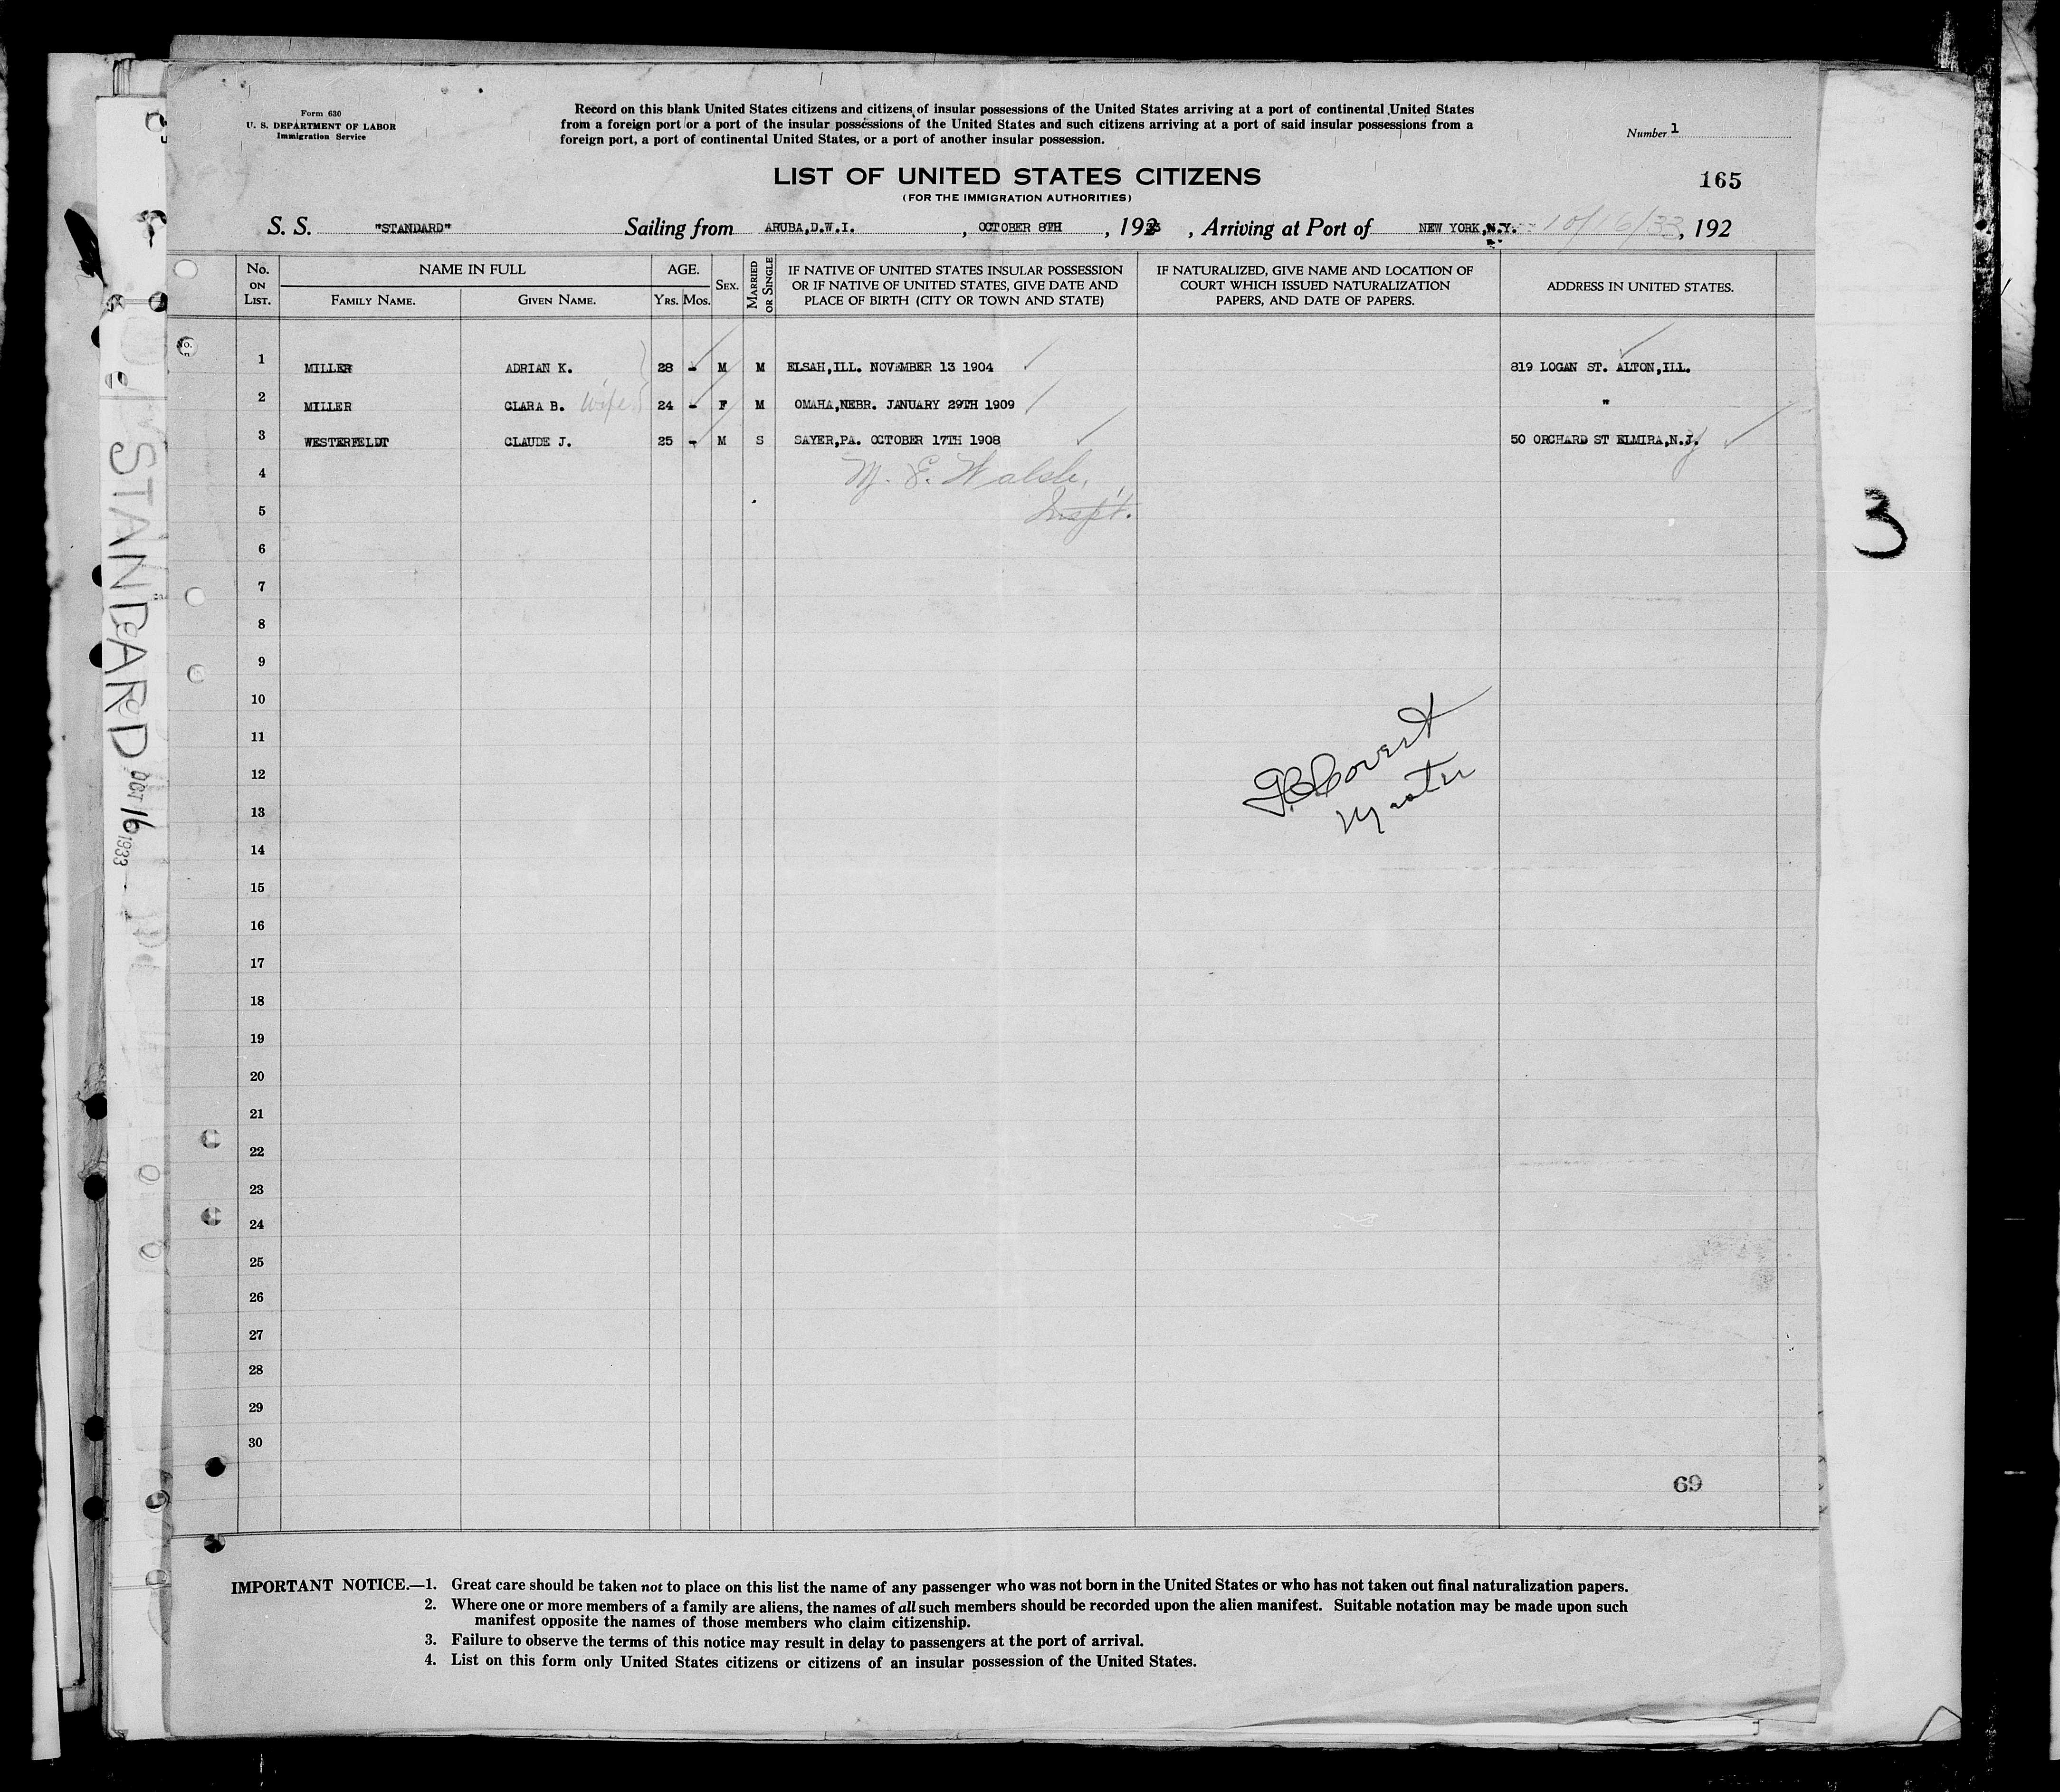 Form 630
U. S. DEPARTMENT OF LABOR
Immigration Service
Record on this blank United States citizens and citizens of insular possessions of the United States arriving at a port of continental United States
from a foreign port or a port of the insular possessions of the United States and such citizens arriving at a port of said insular possessions from a
foreign port, a port of continental United States, or a port of another insular possession.
Number 1
LIST OF UNITED STATES CITIZENS
(FOR THE IMMIGRATION AUTHORITIES)
165
S. S. "STANDARD" Sailing from ARUBA,D.W.I. , OCTOBER 8TH , 1933 , Arriving at Port of NEW YORK,N.Y. 10/16/33, 192
No. ON LIST.
NAME IN FULL
FAMILY NAME.
GIVEN NAME.
AGE.
YRS. MOS.
SEX.
MARRIED OR SINGLE
IF NATIVE OF UNITED STATES INSULAR POSSESSION
OR IF NATIVE OF UNITED STATES, GIVE DATE AND
PLACE OF BIRTH (CITY OR TOWN AND STATE)
IF NATURALIZED, GIVE NAME AND LOCATION OF
COURT WHICH ISSUED NATURALIZATION
PAPERS, AND DATE OF PAPERS.
ADDRESS IN UNITED STATES.
1 MILLER ADRIAN K. 28 - M M ELSAH,ILL. NOVEMBER 13 1904 819 LOGAN ST. ALTON,ILL.
2 MILLER CLARA B. wife 24 - F M OMAHA,NEBR. JANUARY 29TH 1909 "
3 WESTERFELDT CLAUDE J. 25 - M S SAYER,PA. OCTOBER 17TH 1908 50 ORCHARD ST ELMIRA,N.J. y
4 M. E. Walsh,
5 Inspt.
6
7
8
9
10
11
12
13
14
15
16
17
18
19
20
21
22
23
24
25
26
27
28
29
30
Covert
Master
69
3
STANDARD OCT 16 1933
IMPORTANT NOTICE.—1. Great care should be taken not to place on this list the name of any passenger who was not born in the United States or who has not taken out final naturalization papers.
2. Where one or more members of a family are aliens, the names of all such members should be recorded upon the alien manifest. Suitable notation may be made upon such
manifest opposite the names of those members who claim citizenship.
3. Failure to observe the terms of this notice may result in delay to passengers at the port of arrival.
4. List on this form only United States citizens or citizens of an insular possession of the United States.